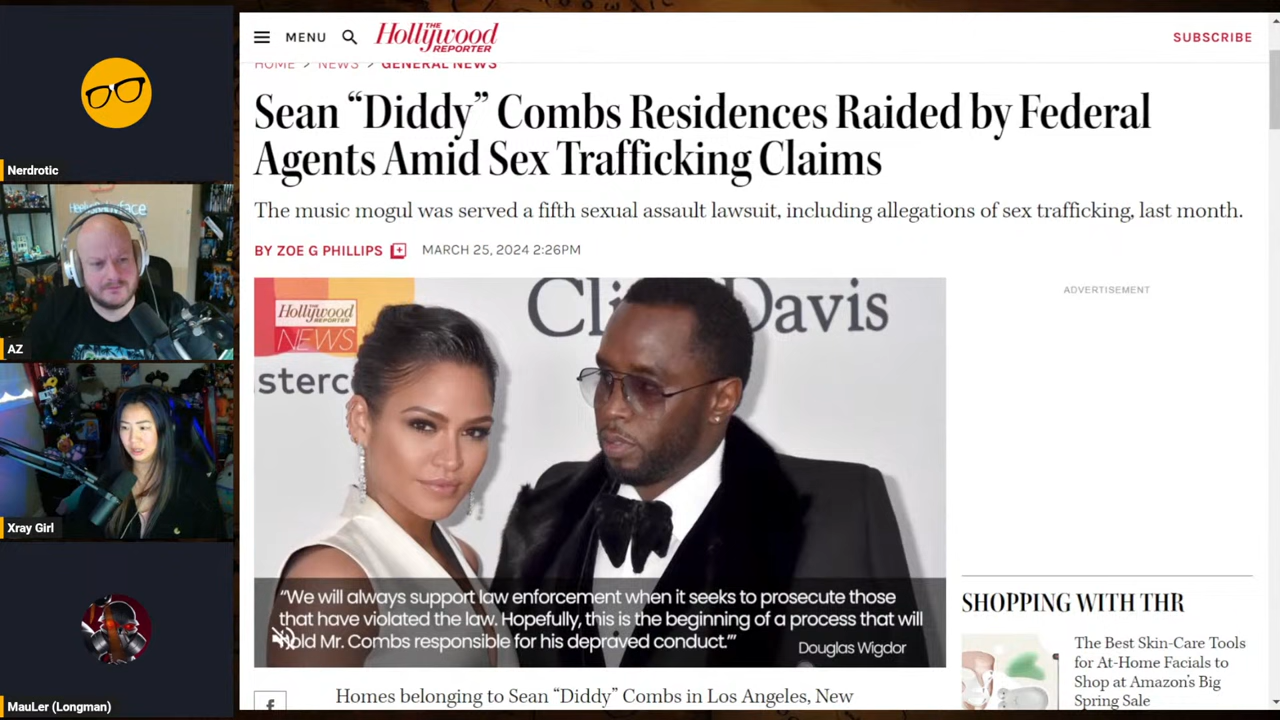 Nerdrotic
AZ
Xray Girl
MauLer (Longman)
MENU
THE
Hollywood
REPORTER
SUBSCRIBE
HOME > NEWS > GENERAL NEWS
Sean “Diddy” Combs Residences Raided by Federal
Agents Amid Sex Trafficking Claims
The music mogul was served a fifth sexual assault lawsuit, including allegations of sex trafficking, last month.
BY ZOE G PHILLIPS
MARCH 25, 2024 2:26PM
THE
Hollywood
REPORTER
NEWS
Davis
“We will always support law enforcement when it seeks to prosecute those
that have violated the law. Hopefully, this is the beginning of a process that will
hold Mr. Combs responsible for his depraved conduct.’”
Douglas Wigdor
ADVERTISEMENT
SHOPPING WITH THR
The Best Skin-Care Tools
for At-Home Facials to
Shop at Amazon’s Big
Spring Sale
f
Homes belonging to Sean “Diddy” Combs in Los Angeles, New